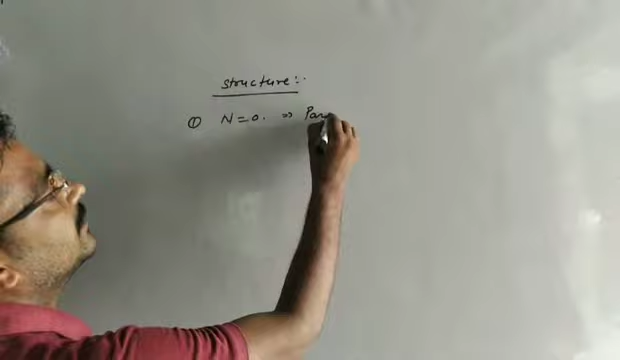 structure:-
① N=0. ⇒ Par